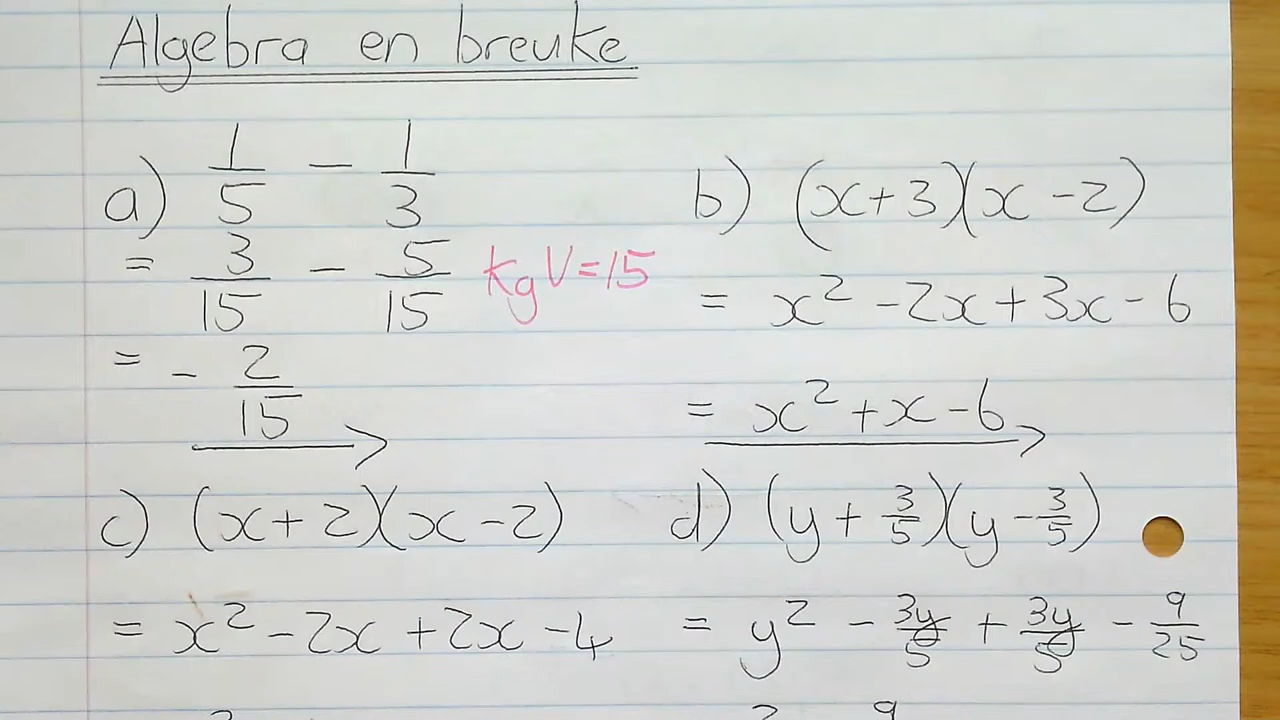 Algebra en breuke
a) 1/5 - 1/3
= 3/15 - 5/15 kgV=15
= - 2/15
b) (x+3)(x-2)
= x² - 2x + 3x - 6
= x² + x - 6
c) (x+2)(x-2)
= x² - 2x + 2x - 4
d) (y + 3/5)(y - 3/5)
= y² - 3y/5 + 3y/5 - 9/25